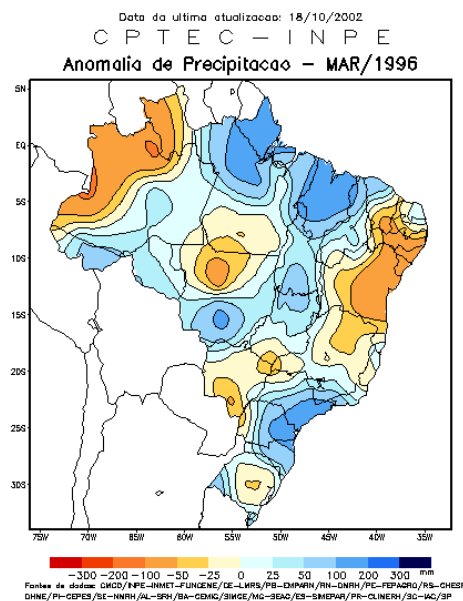 Data da ultima atualizacao: 18/10/2002
CPTEC-INPE
Anomalia de Precipitacao - MAR/1996
5N
EQ
5S
10S
15S
20S
25S
30S
75W 70W 65W 60W 55W 50W 45W 40W 35W
-300 -200 -100 -50 -25 0 25 50 100 200 300 mm
Fontes de dados: CMCD/INPE-INMET-FUNCEME/CE-LMRS/PB-EMPARN/RN-DNRH/PE-FEPAGRO/RS-CHESF
DHME/PI-CEPES/SE-NMRH/AL-SRH/BA-CEMIG/SIMGE/MG-SEAG/ES-SIMEPAR/PR-CLIMERH/SC-IAC/SP